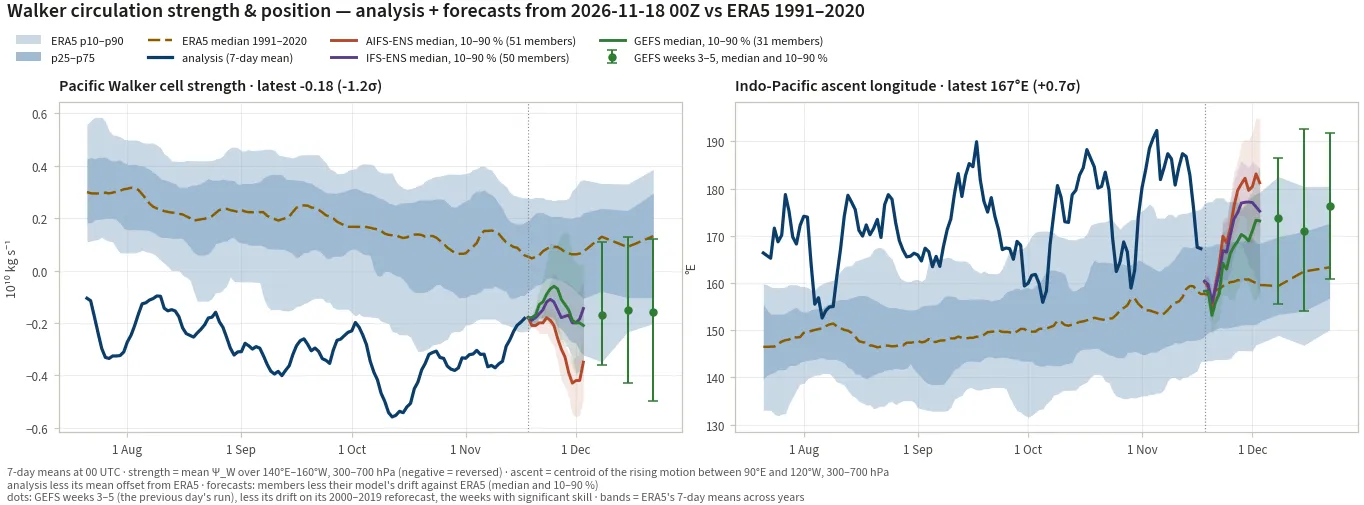 Walker circulation strength & position — analysis + forecasts from 2026-11-18 00Z vs ERA5 1991–2020
ERA5 p10–p90
ERA5 median 1991–2020
AIFS-ENS median, 10–90 % (51 members)
GEFS median, 10–90 % (31 members)
p25–p75
analysis (7-day mean)
IFS-ENS median, 10–90 % (50 members)
GEFS weeks 3–5, median and 10–90 %
Pacific Walker cell strength · latest -0.18 (-1.2σ)
10¹⁰ kg s⁻¹
0.6
0.4
0.2
0.0
−0.2
−0.4
−0.6
1 Aug
1 Sep
1 Oct
1 Nov
1 Dec
Indo-Pacific ascent longitude · latest 167°E (+0.7σ)
°E
190
180
170
160
150
140
130
1 Aug
1 Sep
1 Oct
1 Nov
1 Dec
7-day means at 00 UTC · strength = mean Ψ_W over 140°E–160°W, 300–700 hPa (negative = reversed) · ascent = centroid of the rising motion between 90°E and 120°W, 300–700 hPa
analysis less its mean offset from ERA5 · forecasts: members less their model's drift against ERA5 (median and 10–90 %)
dots: GEFS weeks 3–5 (the previous day's run), less its drift on its 2000–2019 reforecast, the weeks with significant skill · bands = ERA5's 7-day means across years